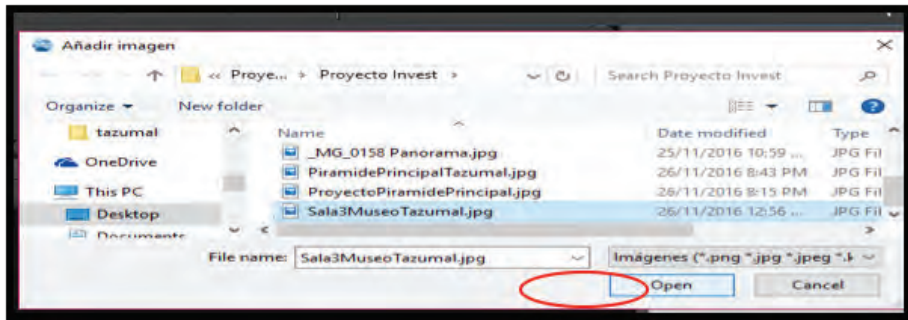 Añadir imagen
« Proye... > Proyecto Invest >
Search Proyecto Invest
Organize
New folder
tazumal
OneDrive
This PC
Desktop
Documents
Name Date modified Type
_MG_0158 Panorama.jpg 25/11/2016 10:59 ... JPG Fil
PiramidePrincipalTazumal.jpg 26/11/2016 8:43 PM JPG Fil
ProyectoPiramidePrincipal.jpg 26/11/2016 8:15 PM JPG Fil
Sala3MuseoTazumal.jpg 26/11/2016 12:56 ... JPG Fil
File name: Sala3MuseoTazumal.jpg
Imágenes (*.png *.jpg *.jpeg
Open Cancel